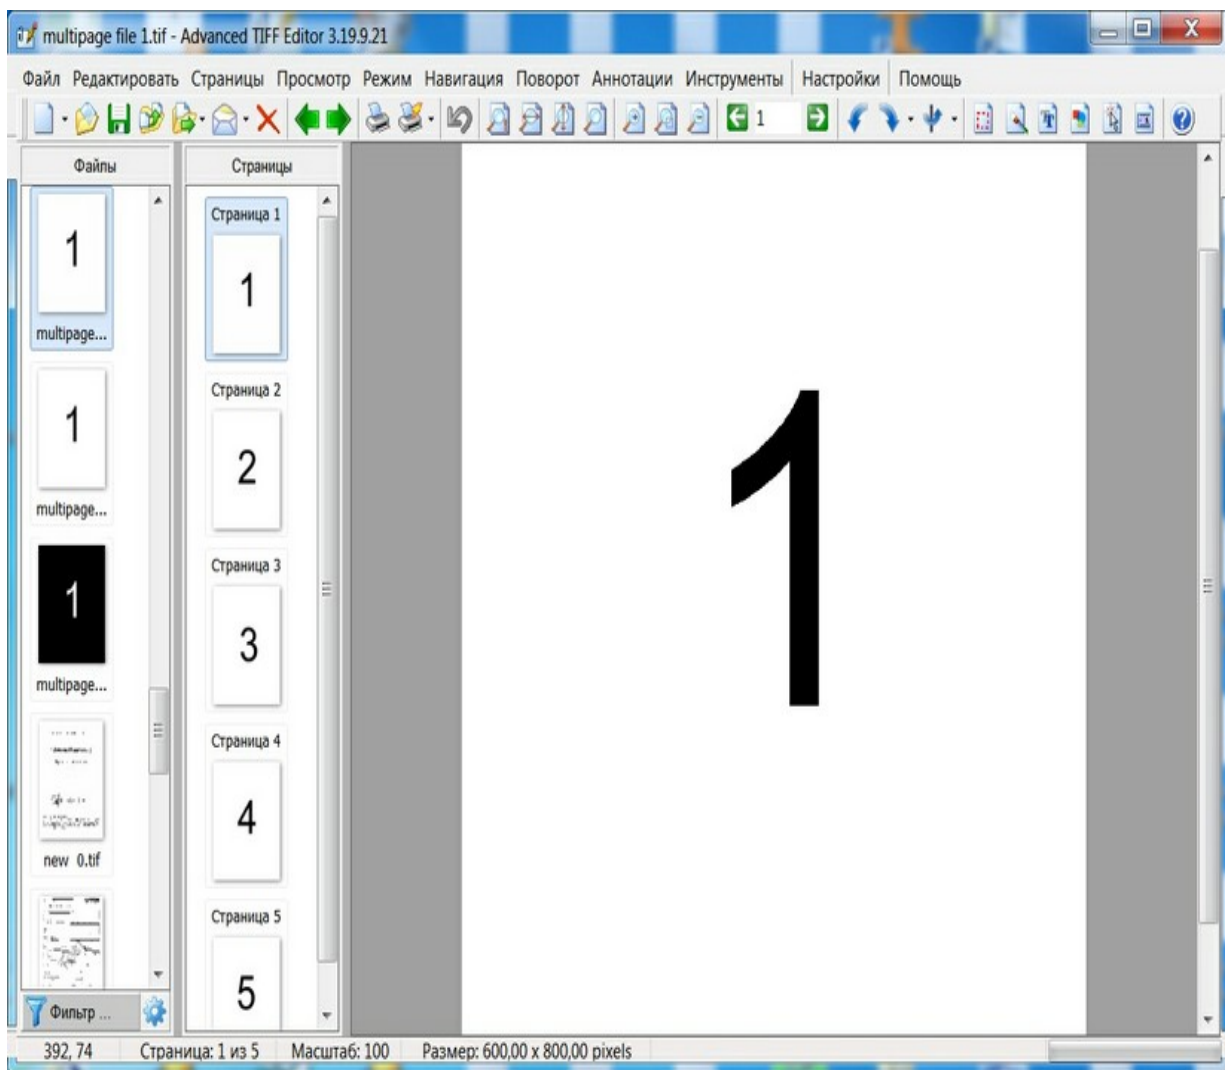 multipage file 1.tif - Advanced TIFF Editor 3.19.9.21
Файл Редактировать Страницы Просмотр Режим Навигация Поворот Аннотации Инструменты Настройки Помощь
1
Файлы
1
multipage...
1
multipage...
1
multipage...
new 0.tif
Фильтр ...
Страницы
Страница 1
1
Страница 2
2
Страница 3
3
Страница 4
4
Страница 5
5
1
392, 74 Страница: 1 из 5 Масштаб: 100 Размер: 600,00 x 800,00 pixels